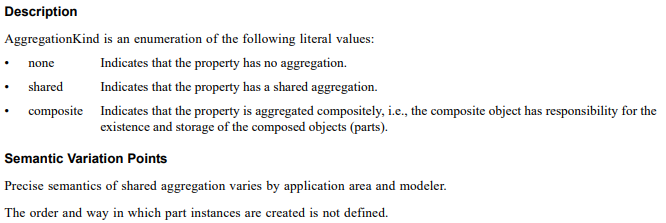 Description
AggregationKind is an enumeration of the following literal values:
• none Indicates that the property has no aggregation.
• shared Indicates that the property has a shared aggregation.
• composite Indicates that the property is aggregated compositely, i.e., the composite object has responsibility for the
existence and storage of the composed objects (parts).
Semantic Variation Points
Precise semantics of shared aggregation varies by application area and modeler.
The order and way in which part instances are created is not defined.